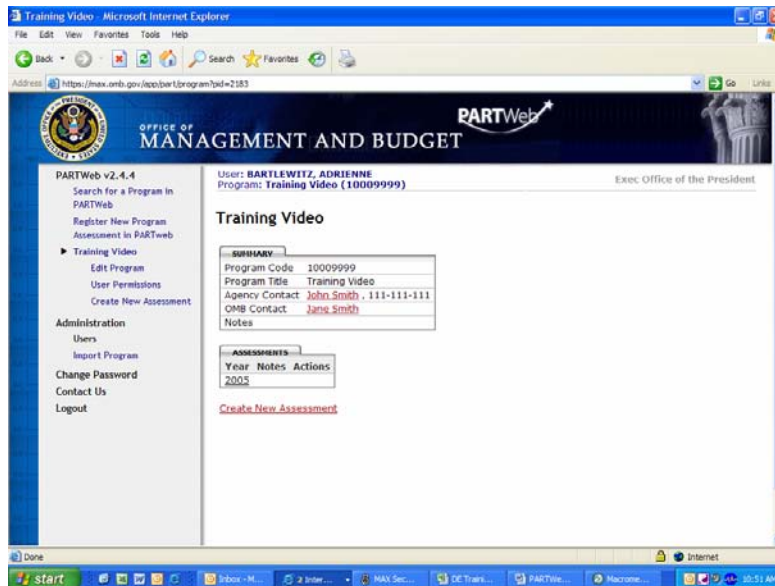 Training Video - Microsoft Internet Explorer
File Edit View Favorites Tools Help
Back Search Favorites
Address https://max.omb.gov/app/part/program?pid=2183 Go Links
OFFICE OF
MANAGEMENT AND BUDGET
PARTWeb
PARTWeb v2.4.4
Search for a Program in
PARTWeb
Register New Program
Assessment in PARTweb
Training Video
Edit Program
User Permissions
Create New Assessment
Administration
Users
Import Program
Change Password
Contact Us
Logout
User: BARTLEWITZ, ADRIENNE
Program: Training Video (10009999)
Exec Office of the President
Training Video
SUMMARY
Program Code 10009999
Program Title Training Video
Agency Contact John Smith , 111-111-111
OMB Contact Jane Smith
Notes
ASSESSMENTS
Year Notes Actions
2005
Create New Assessment
Done Internet
start Inbox - M... 2 Inter... MAX Sec... OE Traini... PARTWe... Macrome...